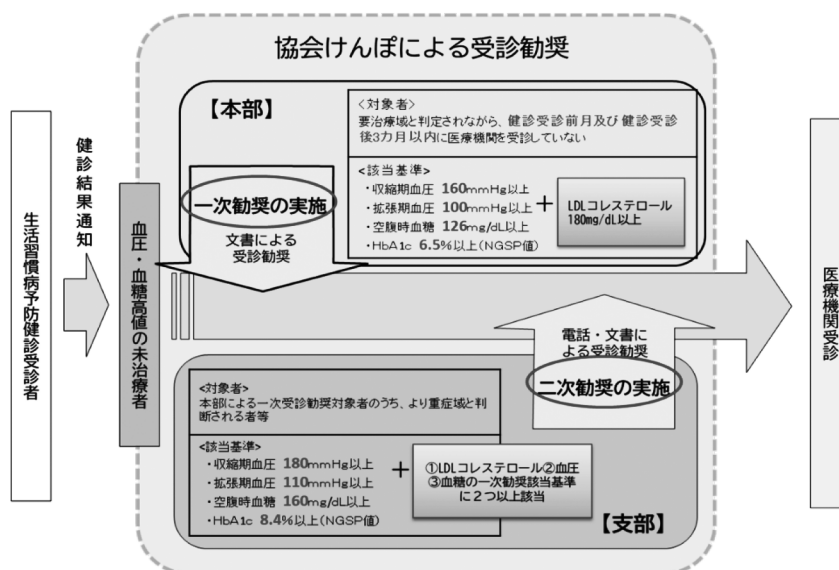 協会けんぽによる受診勧奨
生活習慣病予防健診受診者
健診結果通知
血圧・血糖高値の未治療者
【本部】
一次勧奨の実施
文書による
受診勧奨
<対象者>
要治療域と判定されながら、健診受診前月及び健診受診
後3カ月以内に医療機関を受診していない
<該当基準>
・収縮期血圧 160mmHg以上
・拡張期血圧 100mmHg以上
・空腹時血糖 126mg/dL以上
・HbA1c 6.5%以上(NGSP値)
+
LDLコレステロール
180mg/dL以上
電話・文書に
よる受診勧奨
二次勧奨の実施
<対象者>
本部による一次受診勧奨対象者のうち、より重症域と判
断される者等
<該当基準>
・収縮期血圧 180mmHg以上
・拡張期血圧 110mmHg以上
・空腹時血糖 160mg/dL以上
・HbA1c 8.4%以上(NGSP値)
+
①LDLコレステロール②血圧
③血糖の一次勧奨該当基準
に2つ以上該当
【支部】
医療機関受診